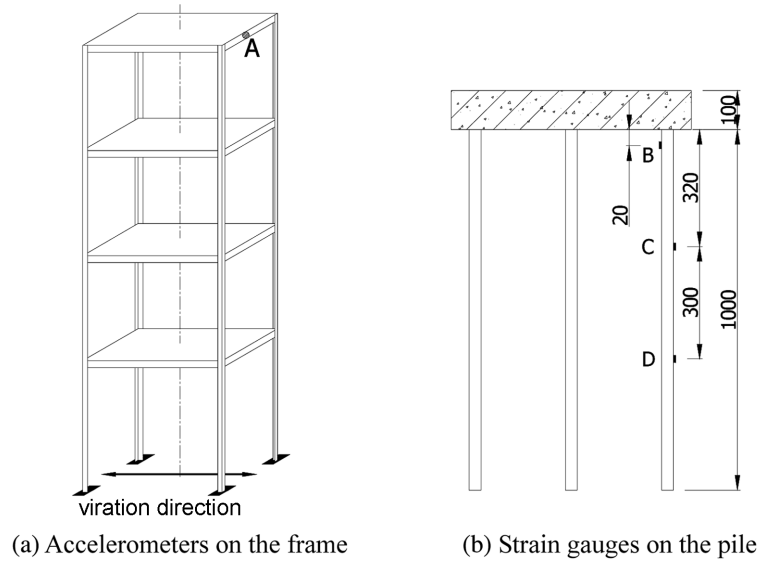 A
viration direction
(a) Accelerometers on the frame
100
B
320
20
C
300
1000
D
(b) Strain gauges on the pile